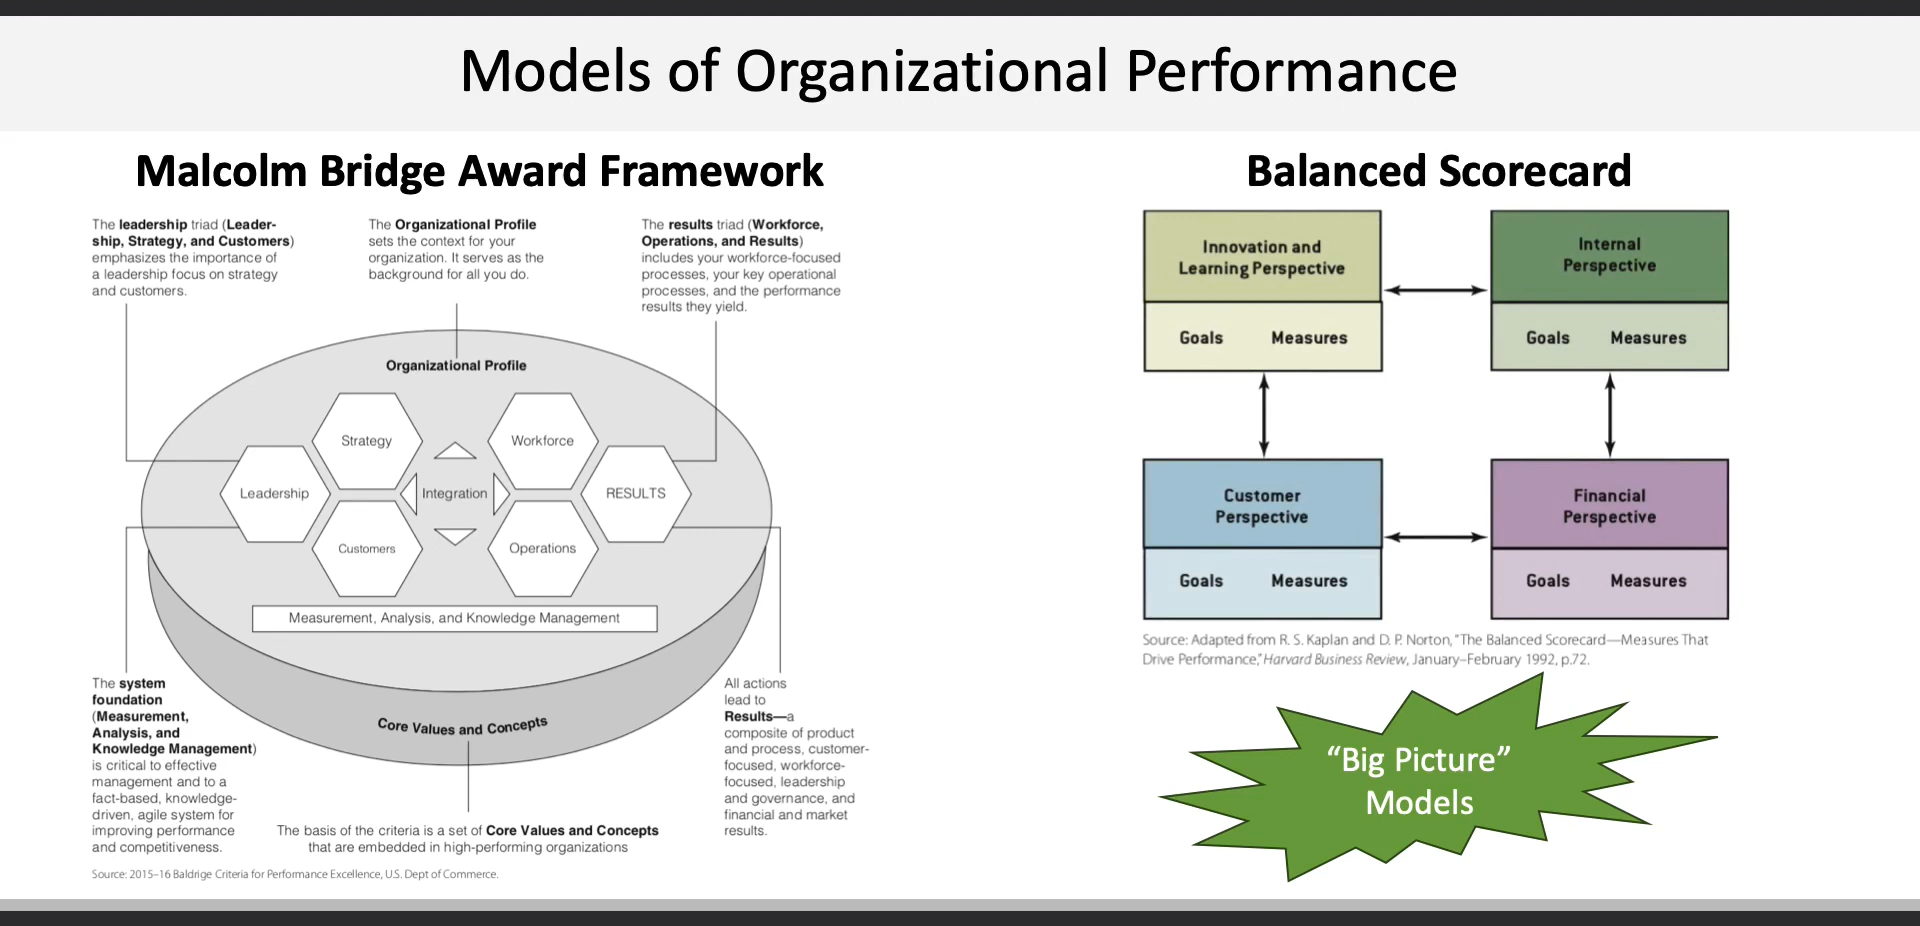 Models of Organizational Performance
Malcolm Bridge Award Framework
The leadership triad (Leader-
ship, Strategy, and Customers)
emphasizes the importance of
a leadership focus on strategy
and customers.
The Organizational Profile
sets the context for your
organization. It serves as the
background for all you do.
The results triad (Workforce,
Operations, and Results)
includes your workforce-focused
processes, your key operational
processes, and the performance
results they yield.
Organizational Profile
Strategy
Workforce
Leadership
Integration
RESULTS
Customers
Operations
Measurement, Analysis, and Knowledge Management
Core Values and Concepts
The system
foundation
(Measurement,
Analysis, and
Knowledge Management)
is critical to effective
management and to a
fact-based, knowledge-
driven, agile system for
improving performance
and competitiveness.
The basis of the criteria is a set of Core Values and Concepts
that are embedded in high-performing organizations
All actions
lead to
Results—a
composite of product
and process, customer-
focused, workforce-
focused, leadership
and governance, and
financial and market
results.
Source: 2015–16 Baldrige Criteria for Performance Excellence, U.S. Dept of Commerce.
Balanced Scorecard
Innovation and
Learning Perspective
Goals Measures
Internal
Perspective
Goals Measures
Customer
Perspective
Goals Measures
Financial
Perspective
Goals Measures
Source: Adapted from R. S. Kaplan and D. P. Norton, "The Balanced Scorecard—Measures That
Drive Performance," Harvard Business Review, January–February 1992, p.72.
“Big Picture”
Models